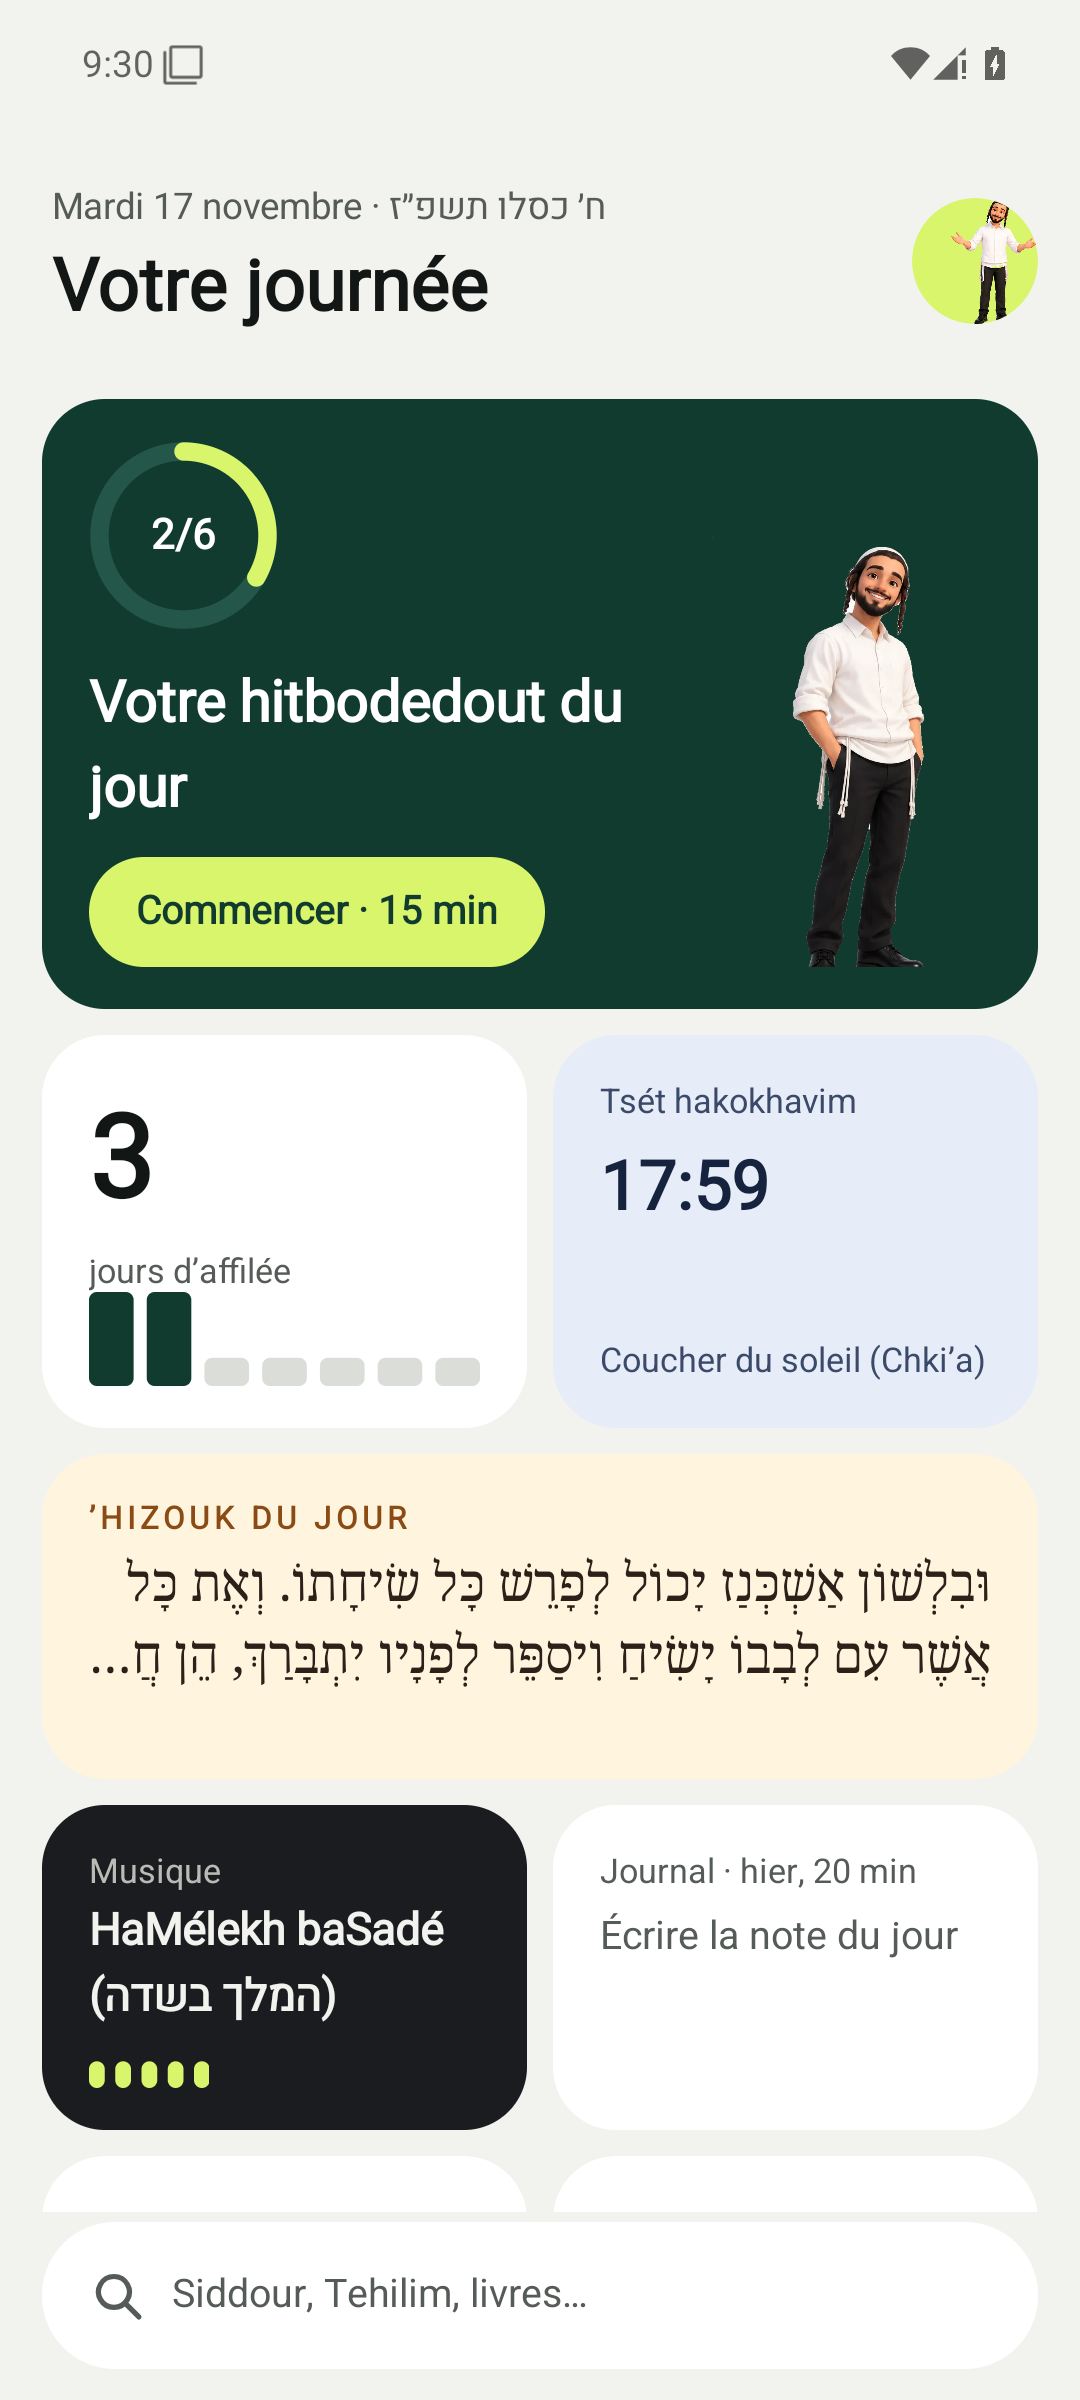 9:30
Mardi 17 novembre · ח׳ כסלו תשפ״ז
Votre journée
2/6
Votre hitbodedout du
jour
Commencer · 15 min
3
jours d’affilée
Tsét hakokhavim
17:59
Coucher du soleil (Chki’a)
’HIZOUK DU JOUR
וּבִלְשׁוֹן אַשְׁכְּנַז יָכוֹל לְפָרֵשׁ כָּל שִׂיחָתוֹ. וְאֶת כָּל
אֲשֶׁר עִם לְבָבוֹ יָשִׂיחַ וִיסַפֵּר לְפָנָיו יִתְבָּרַךְ, הֵן חֲ...
Musique
HaMélekh baSadé
(המלך בשדה)
Journal · hier, 20 min
Écrire la note du jour
Siddour, Tehilim, livres…